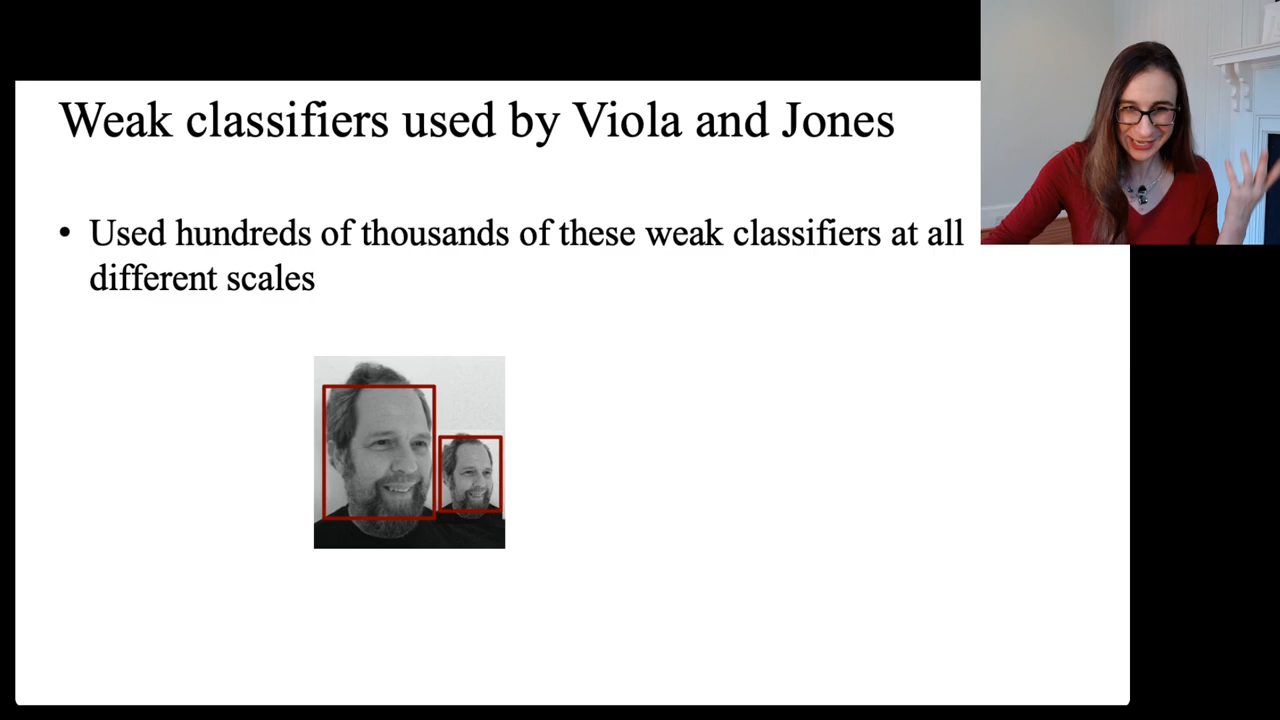 Weak classifiers used by Viola and Jones
• Used hundreds of thousands of these weak classifiers at all
different scales